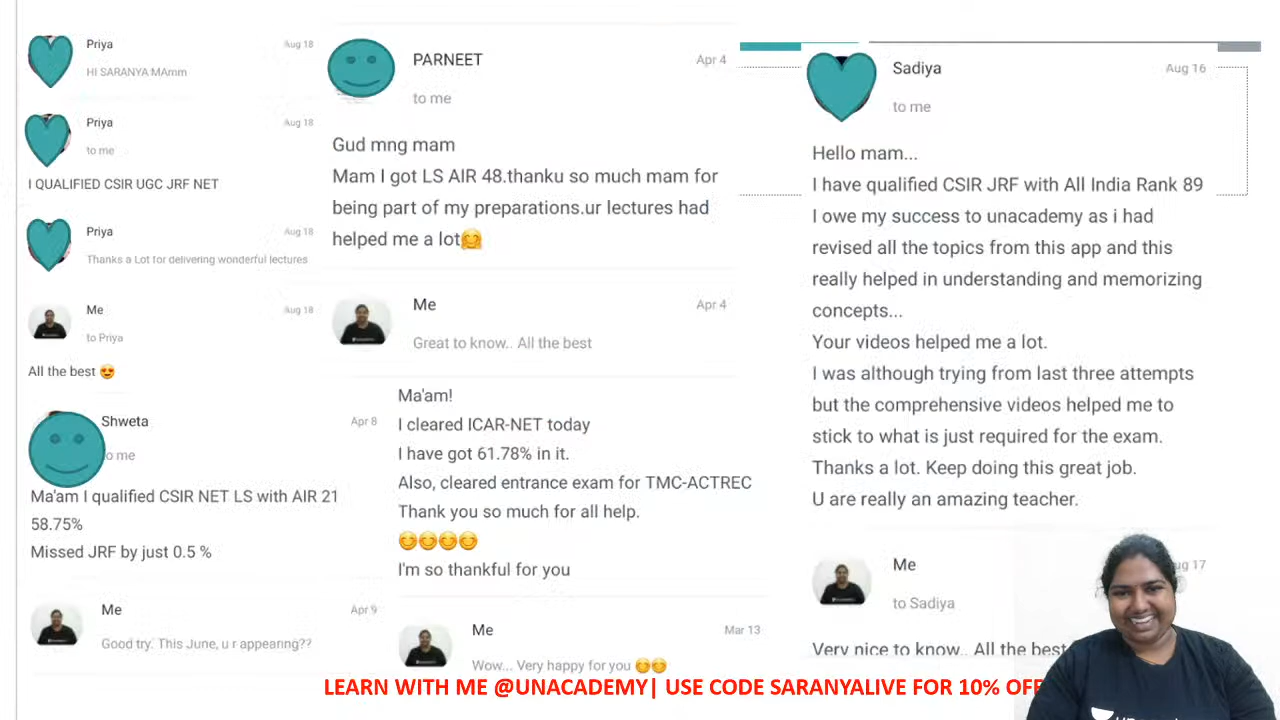 Priya
Aug 18
HI SARANYA MAmm
Priya
Aug 18
to me
I QUALIFIED CSIR UGC JRF NET
Priya
Aug 18
Thanks a Lot for delivering wonderful lectures
Me
Aug 18
to Priya
All the best 😍
Shweta
Apr 8
o me
Ma'am I qualified CSIR NET LS with AIR 21
58.75%
Missed JRF by just 0.5 %
Me
Apr 9
Good try. This June, u r appearing??
PARNEET
Apr 4
to me
Gud mng mam
Mam I got LS AIR 48.thanku so much mam for
being part of my preparations.ur lectures had
helped me a lot🤗
Me
Apr 4
Great to know.. All the best
Ma'am!
I cleared ICAR-NET today
I have got 61.78% in it.
Also, cleared entrance exam for TMC-ACTREC
Thank you so much for all help.
😊😊😊😊
I'm so thankful for you
Me
Mar 13
Wow... Very happy for you 😊😊
Sadiya
Aug 16
to me
Hello mam...
I have qualified CSIR JRF with All India Rank 89
I owe my success to unacademy as i had
revised all the topics from this app and this
really helped in understanding and memorizing
concepts...
Your videos helped me a lot.
I was although trying from last three attempts
but the comprehensive videos helped me to
stick to what is just required for the exam.
Thanks a lot. Keep doing this great job.
U are really an amazing teacher.
Me
ug 17
to Sadiya
Very nice to know.. All the best
LEARN WITH ME @UNACADEMY| USE CODE SARANYALIVE FOR 10% OFF